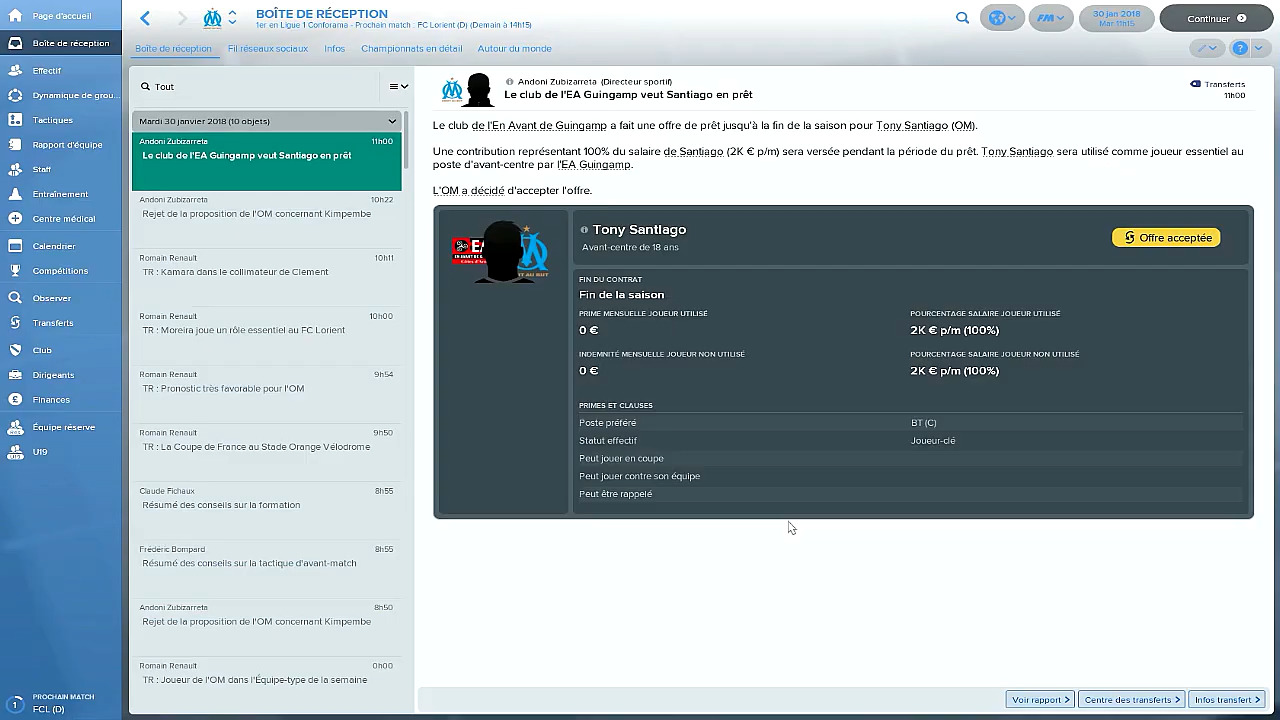 Page d'accueil
Boîte de réception
Effectif
Dynamique de grou...
Tactiques
Rapport d'équipe
Staff
Entraînement
Centre médical
Calendrier
Compétitions
Observer
Transferts
Club
Dirigeants
Finances
Équipe réserve
U19
PROCHAIN MATCH
1 FCL (D)
BOÎTE DE RÉCEPTION
1er en Ligue 1 Conforama - Prochain match : FC Lorient (D) (Demain à 14h15)
FM
30 jan 2018
Mar 11h15
Continuer
Boîte de réception Fil réseaux sociaux Infos Championnats en détail Autour du monde
?
Tout
Mardi 30 janvier 2018 (10 objets)
Andoni Zubizarreta 11h00
Le club de l'EA Guingamp veut Santiago en prêt
Andoni Zubizarreta 10h22
Rejet de la proposition de l'OM concernant Kimpembe
Romain Renault 10h11
TR : Kamara dans le collimateur de Clement
Romain Renault 10h00
TR : Moreira joue un rôle essentiel au FC Lorient
Romain Renault 9h54
TR : Pronostic très favorable pour l'OM
Romain Renault 9h50
TR : La Coupe de France au Stade Orange Vélodrome
Claude Fichaux 8h55
Résumé des conseils sur la formation
Frédéric Bompard 8h55
Résumé des conseils sur la tactique d'avant-match
Andoni Zubizarreta 8h50
Rejet de la proposition de l'OM concernant Kimpembe
Romain Renault 0h00
TR : Joueur de l'OM dans l'Équipe-type de la semaine
Andoni Zubizarreta (Directeur sportif)
Le club de l'EA Guingamp veut Santiago en prêt
Transferts
11h00
Le club de l'En Avant de Guingamp a fait une offre de prêt jusqu'à la fin de la saison pour Tony Santiago (OM).
Une contribution représentant 100% du salaire de Santiago (2K € p/m) sera versée pendant la période du prêt. Tony Santiago sera utilisé comme joueur essentiel au
poste d'avant-centre par l'EA Guingamp.
L'OM a décidé d'accepter l'offre.
Tony Santiago
Avant-centre de 18 ans
Offre acceptée
FIN DU CONTRAT
Fin de la saison
PRIME MENSUELLE JOUEUR UTILISÉ POURCENTAGE SALAIRE JOUEUR UTILISÉ
0 € 2K € p/m (100%)
INDEMNITÉ MENSUELLE JOUEUR NON UTILISÉ POURCENTAGE SALAIRE JOUEUR NON UTILISÉ
0 € 2K € p/m (100%)
PRIMES ET CLAUSES
Poste préféré BT (C)
Statut effectif Joueur-clé
Peut jouer en coupe
Peut jouer contre son équipe
Peut être rappelé
Voir rapport Centre des transferts Infos transfert